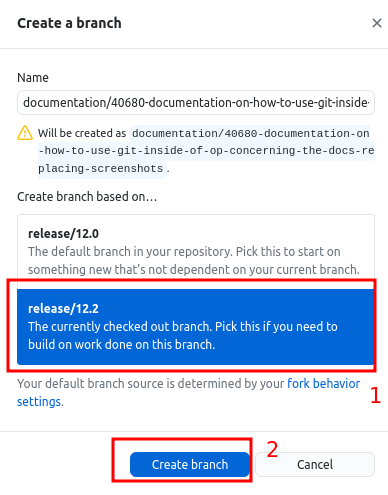 Create a branch
Name
documentation/40680-documentation-on-how-to-use-git-inside-
Will be created as documentation/40680-documentation-on
-how-to-use-git-inside-of-op-concerning-the-docs-re
placing-screenshots.
Create branch based on…
release/12.0
The default branch in your repository. Pick this to start on
something new that's not dependent on your current branch.
release/12.2
The currently checked out branch. Pick this if you need to
build on work done on this branch.
Your default branch source is determined by your fork behavior
settings.
1
2
Create branch
Cancel